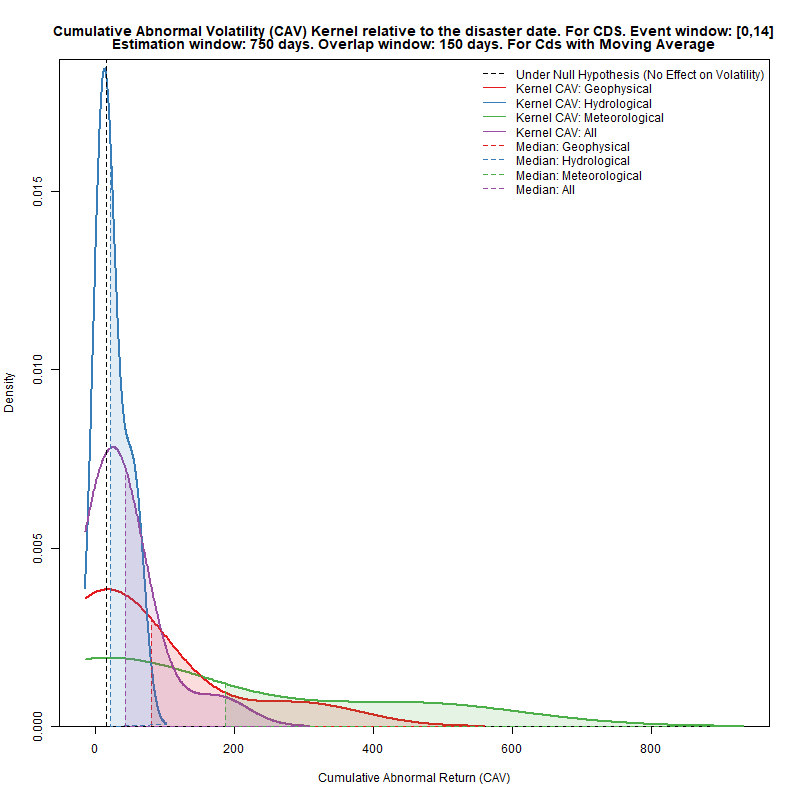 Cumulative Abnormal Volatility (CAV) Kernel relative to the disaster date. For CDS. Event window: [0,14]
Estimation window: 750 days. Overlap window: 150 days. For Cds with Moving Average
Under Null Hypothesis (No Effect on Volatility)
Kernel CAV: Geophysical
Kernel CAV: Hydrological
Kernel CAV: Meteorological
Kernel CAV: All
Median: Geophysical
Median: Hydrological
Median: Meteorological
Median: All
Density
0.015
0.010
0.005
0.000
0 200 400 600 800
Cumulative Abnormal Return (CAV)